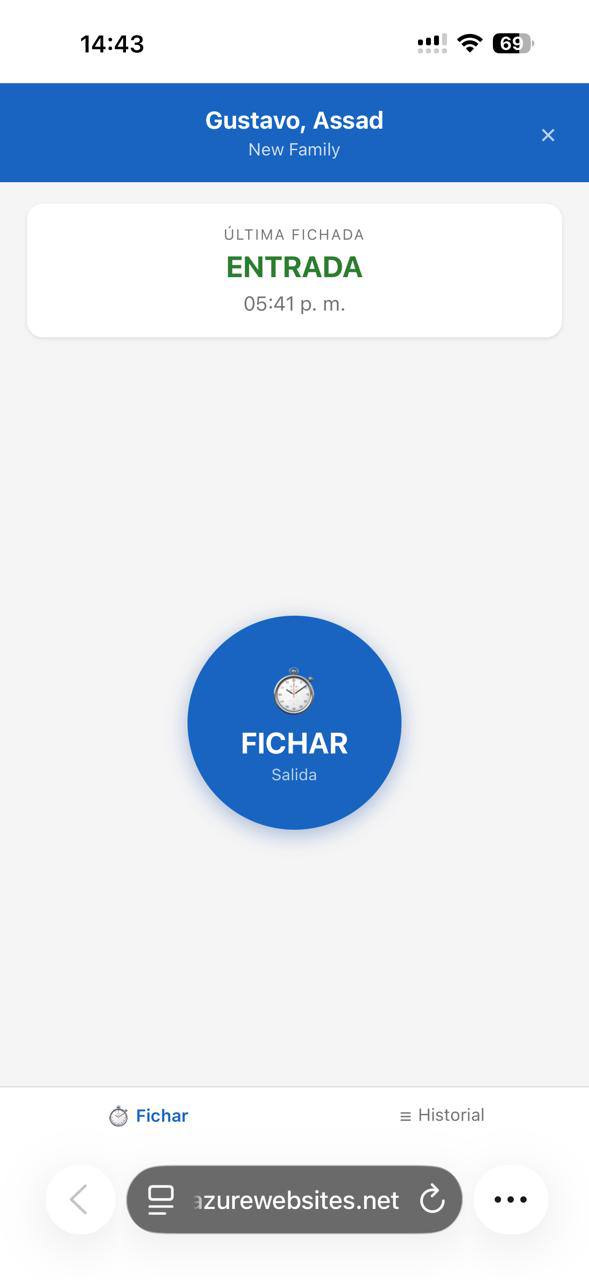 14:43
69
Gustavo, Assad
New Family
×
ÚLTIMA FICHADA
ENTRADA
05:41 p. m.
FICHAR
Salida
Fichar
≡ Historial
azurewebsites.net